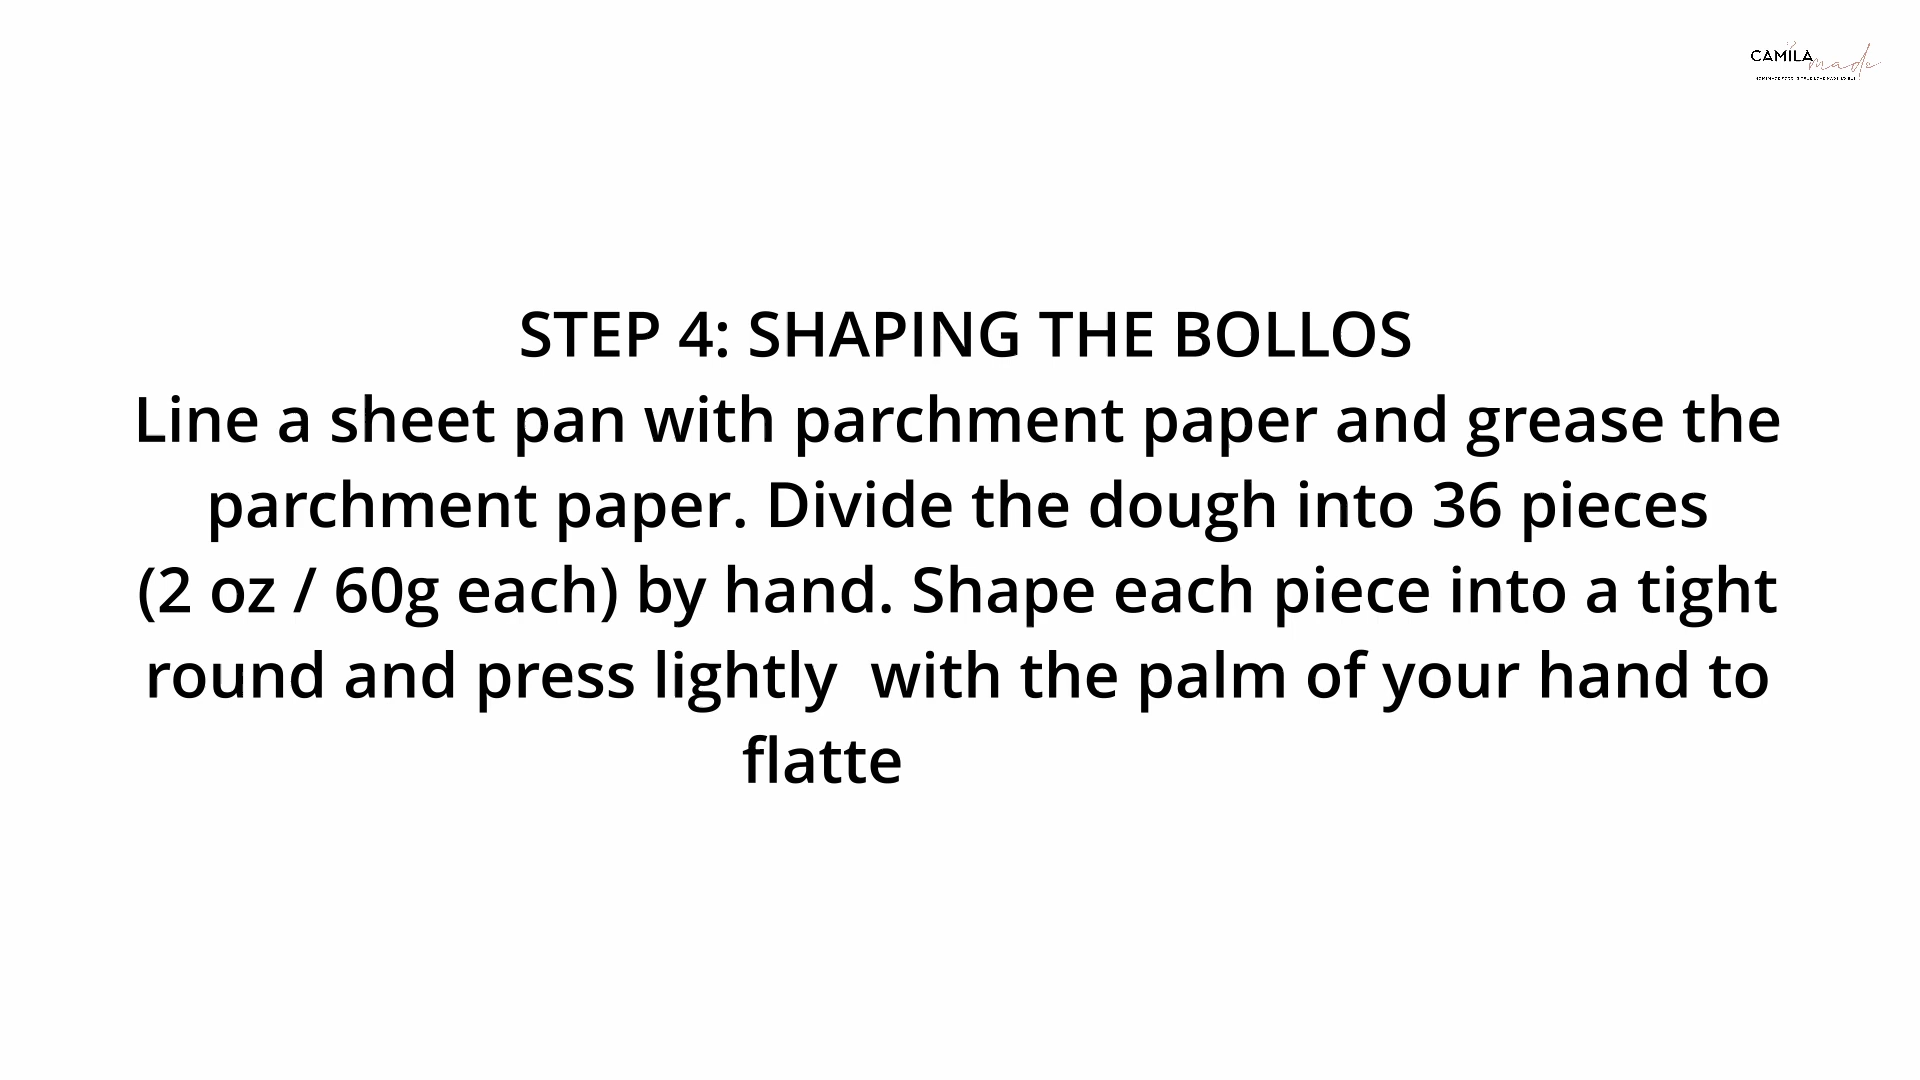 CAMILA made
STEP 4: SHAPING THE BOLLOS
Line a sheet pan with parchment paper and grease the
parchment paper. Divide the dough into 36 pieces
(2 oz / 60g each) by hand. Shape each piece into a tight
round and press lightly  with the palm of your hand to
flatte